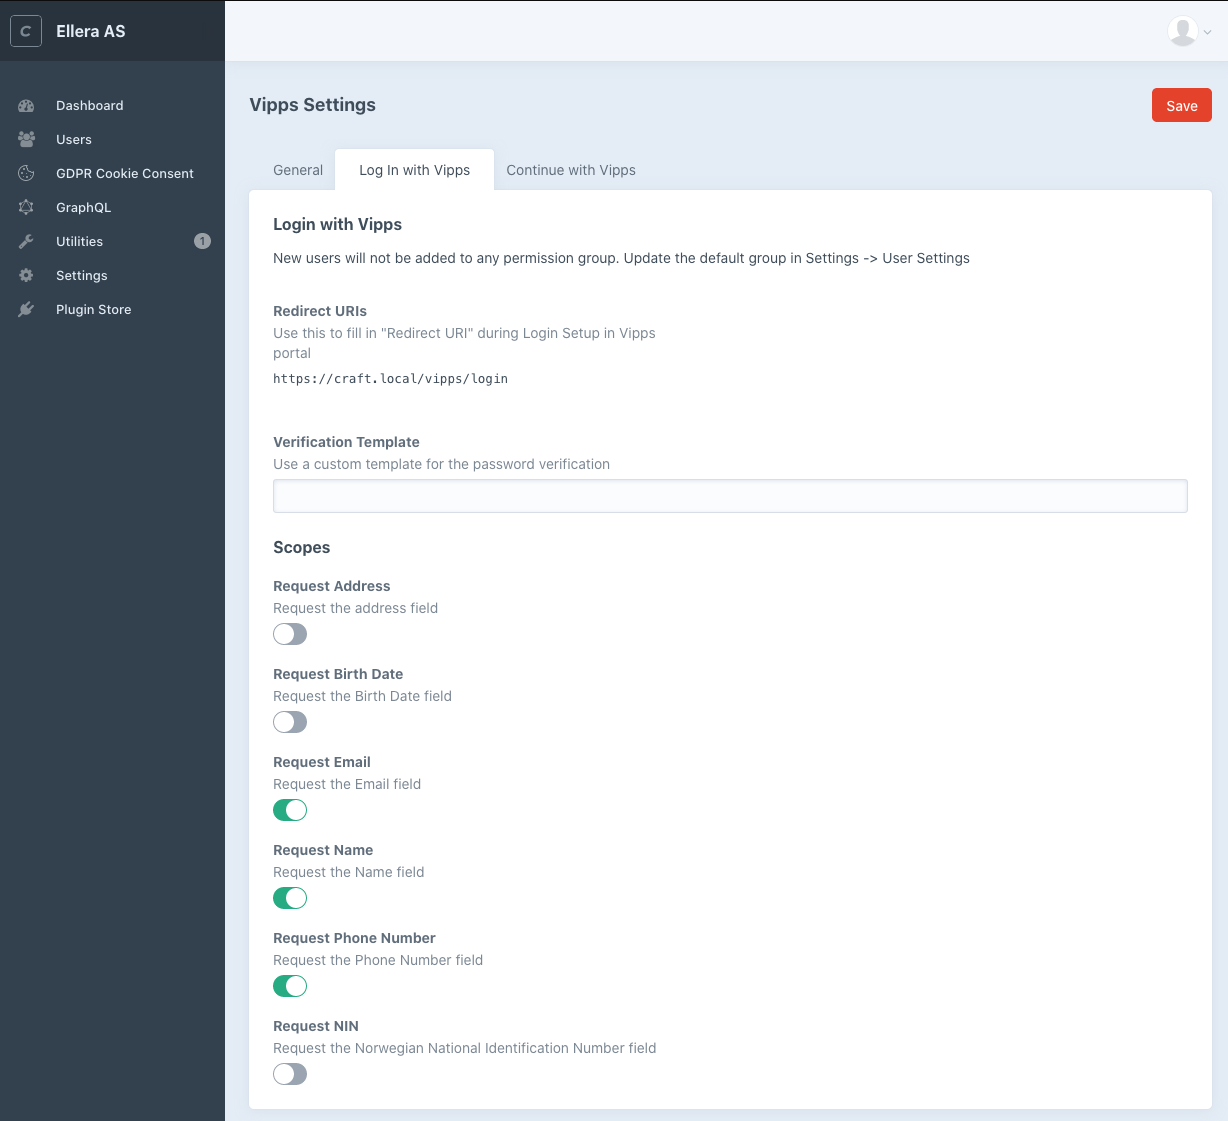 C Ellera AS
Dashboard
Users
GDPR Cookie Consent
GraphQL
Utilities 1
Settings
Plugin Store
Vipps Settings
Save
General Log In with Vipps Continue with Vipps
Login with Vipps
New users will not be added to any permission group. Update the default group in Settings -> User Settings
Redirect URIs
Use this to fill in "Redirect URI" during Login Setup in Vipps
portal
https://craft.local/vipps/login
Verification Template
Use a custom template for the password verification
Scopes
Request Address
Request the address field
Request Birth Date
Request the Birth Date field
Request Email
Request the Email field
Request Name
Request the Name field
Request Phone Number
Request the Phone Number field
Request NIN
Request the Norwegian National Identification Number field